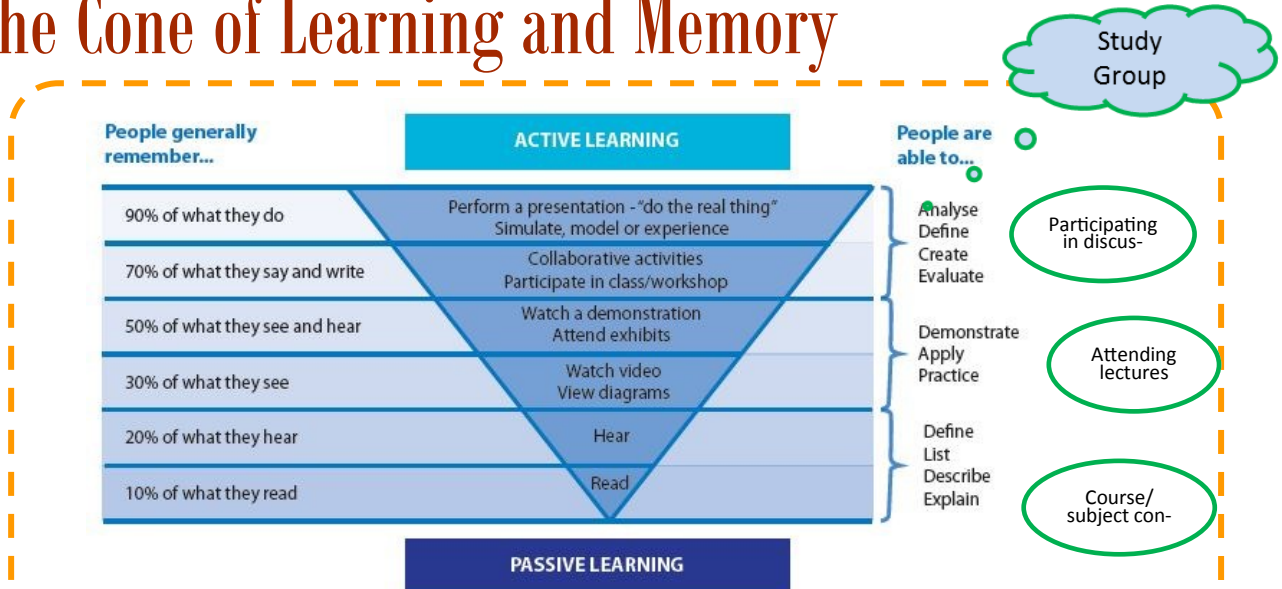 he Cone of Learning and Memory
Study
Group
People generally
remember...
ACTIVE LEARNING
People are
able to...
90% of what they do
Perform a presentation -"do the real thing"
Simulate, model or experience
70% of what they say and write
Collaborative activities
Participate in class/workshop
Analyse
Define
Create
Evaluate
Participating
in discus-
50% of what they see and hear
Watch a demonstration
Attend exhibits
30% of what they see
Watch video
View diagrams
Demonstrate
Apply
Practice
Attending
lectures
20% of what they hear
Hear
10% of what they read
Read
Define
List
Describe
Explain
Course/
subject con-
PASSIVE LEARNING